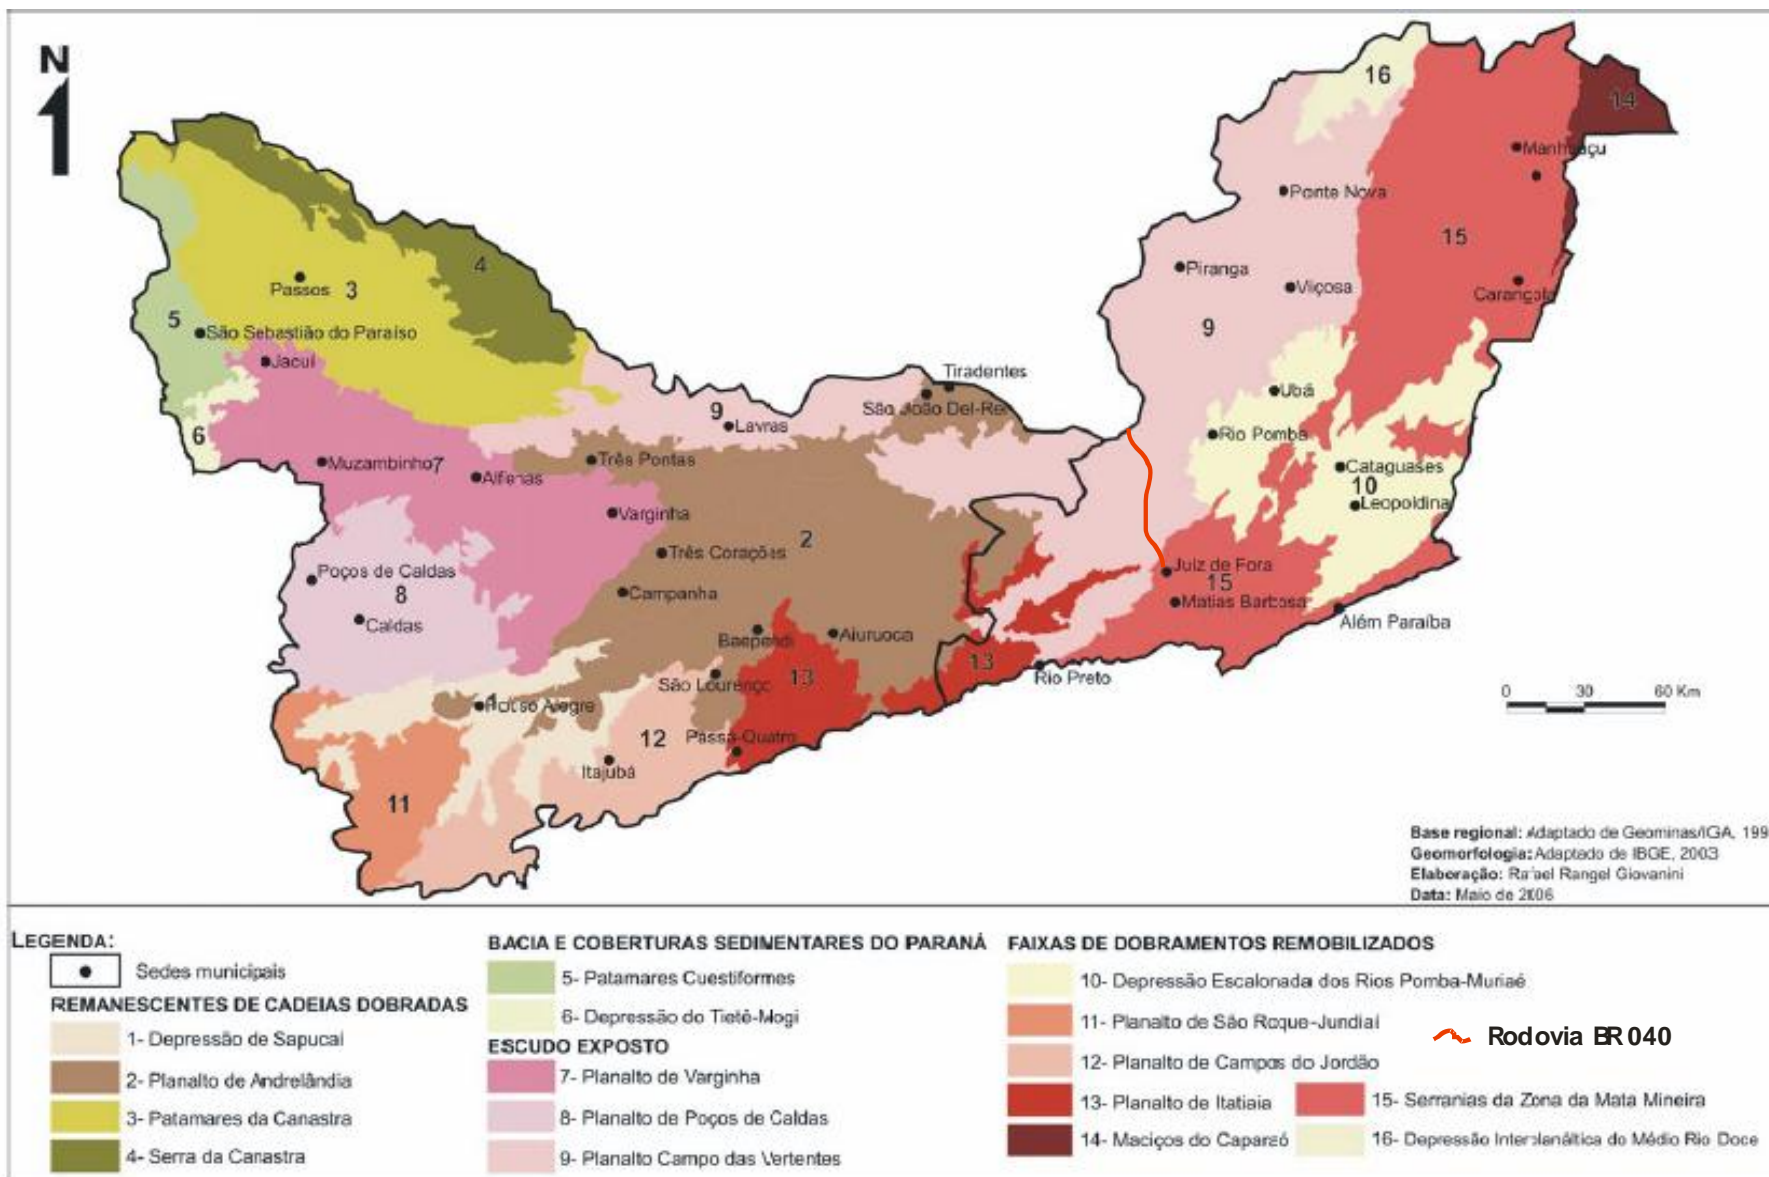 N
16
14
Manhuaçu
Ponte Nova
15
4
Piranga
Passos 3
Viçosa
Carangola
5
São Sebastião do Paraíso
9
Jacuí
Tiradentes
São João Del-Rei
Ubá
9
Lavras
6
Rio Pomba
Muzambinho 7
Três Pontas
Alfenas
Cataguases
10
Leopoldina
Varginha
2
Três Corações
Poços de Caldas
Juiz de Fora
15
8
Campanha
Matias Barbosa
Caldas
Além Paraíba
Baependi
Aiuruoca
13
13
São Lourenço
Rio Preto
1
Pouso Alegre
0 30 60 Km
12
Passa-Quatro
Itajubá
11
Base regional: Adaptado de Geominas/IGA, 199
Geomorfologia: Adaptado de IBGE, 2003
Elaboração: Rafael Rangel Giovanini
Data: Maio de 2006
LEGENDA:
Sedes municipais
REMANESCENTES DE CADEIAS DOBRADAS
1- Depressão de Sapucaí
2- Planalto de Andrelândia
3- Patamares da Canastra
4- Serra da Canastra
BACIA E COBERTURAS SEDIMENTARES DO PARANÁ
5- Patamares Cuestiformes
6- Depressão do Tietê-Mogi
ESCUDO EXPOSTO
7- Planalto de Varginha
8- Planalto de Poços de Caldas
9- Planalto Campo das Vertentes
FAIXAS DE DOBRAMENTOS REMOBILIZADOS
10- Depressão Escalonada dos Rios Pomba-Muriaé
11- Planalto de São Roque-Jundiaí
12- Planalto de Campos do Jordão
13- Planalto de Itatiaia
14- Maciços do Caparaó
15- Serranias da Zona da Mata Mineira
16- Depressão Interplanáltica do Médio Rio Doce
Rodovia BR 040